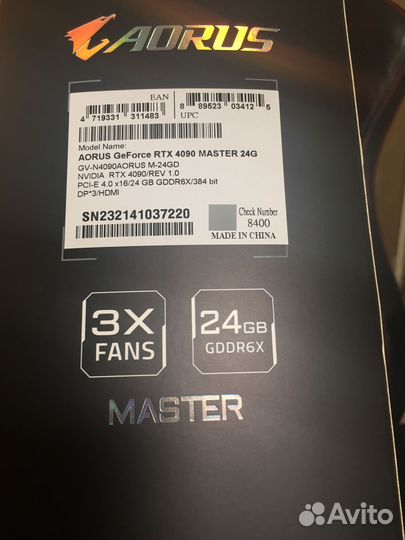 AORUS
EAN
4 719331 311483
8 89523 03412 5
UPC
Model Name:
AORUS GeForce RTX 4090 MASTER 24G
GV-N4090AORUS M-24GD
NVIDIA RTX 4090/REV 1.0
PCI-E 4.0 x16/24 GB GDDR6X/384 bit
DP*3/HDMI
SN232141037220
Check Number
8400
MADE IN CHINA
3X
FANS
24GB
GDDR6X
MASTER
Avito